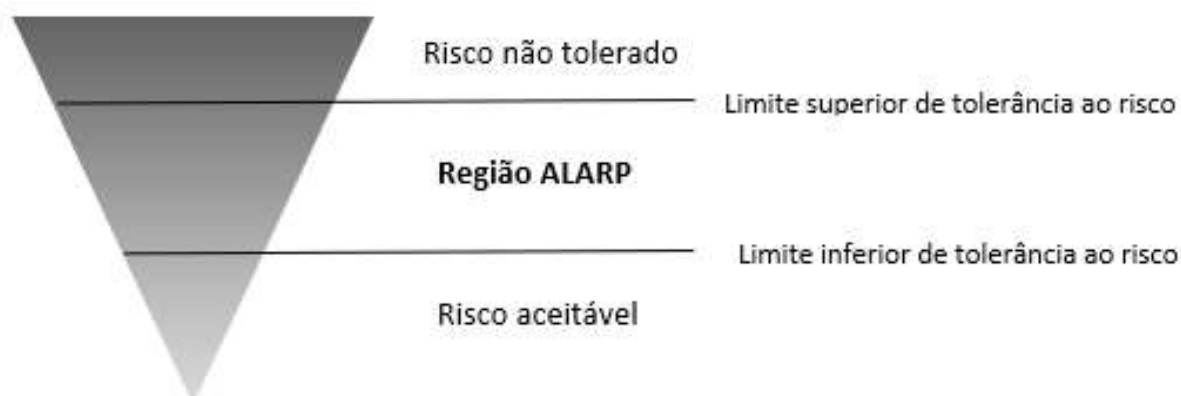 Risco não tolerado
Limite superior de tolerância ao risco
Região ALARP
Limite inferior de tolerância ao risco
Risco aceitável